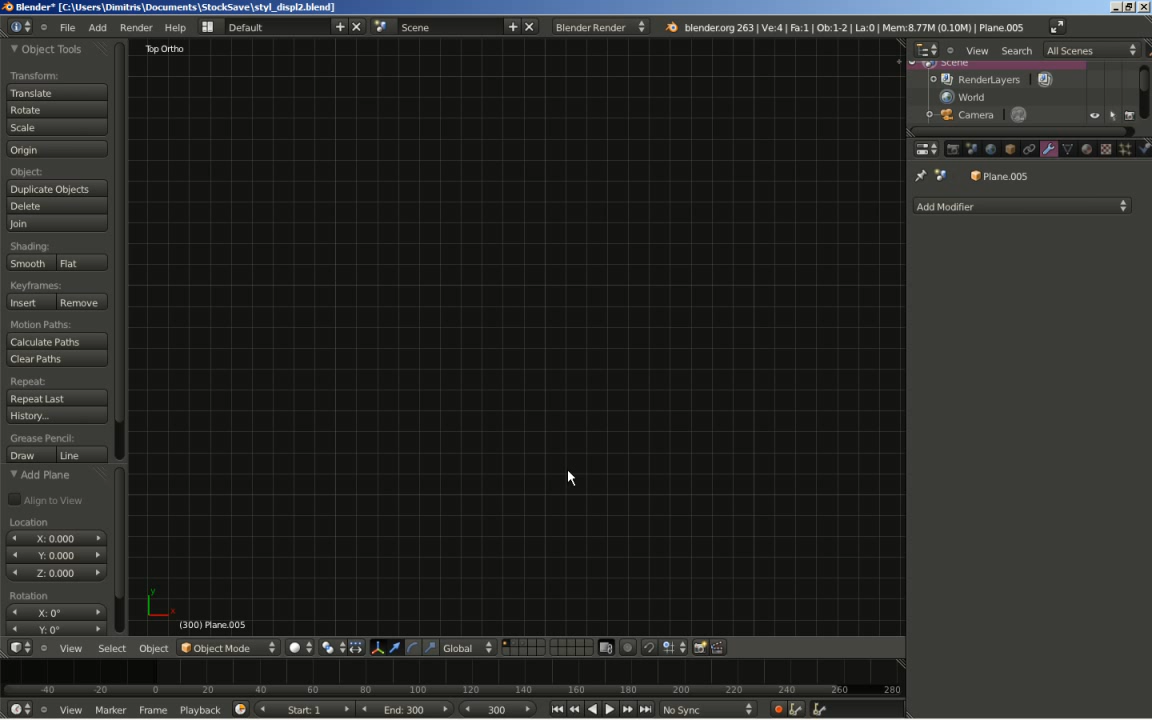 Blender* [C:\Users\Dimitris\Documents\StockSave\styl_displ2.blend]
File Add Render Help Default Scene Blender Render blender.org 263 | Ve:4 | Fa:1 | Ob:1-2 | La:0 | Mem:8.77M (0.10M) | Plane.005
Object Tools
Transform:
Translate
Rotate
Scale
Origin
Object:
Duplicate Objects
Delete
Join
Shading:
Smooth Flat
Keyframes:
Insert Remove
Motion Paths:
Calculate Paths
Clear Paths
Repeat:
Repeat Last
History...
Grease Pencil:
Draw Line
Add Plane
Align to View
Location
X: 0.000
Y: 0.000
Z: 0.000
Rotation
X: 0°
Y: 0°
Top Ortho
y
x
(300) Plane.005
View Search All Scenes
Scene
RenderLayers
World
Camera
Plane.005
Add Modifier
View Select Object Object Mode Global
-40 -20 0 20 40 60 80 100 120 140 160 180 200 220 240 260 280
View Marker Frame Playback Start: 1 End: 300 300 No Sync